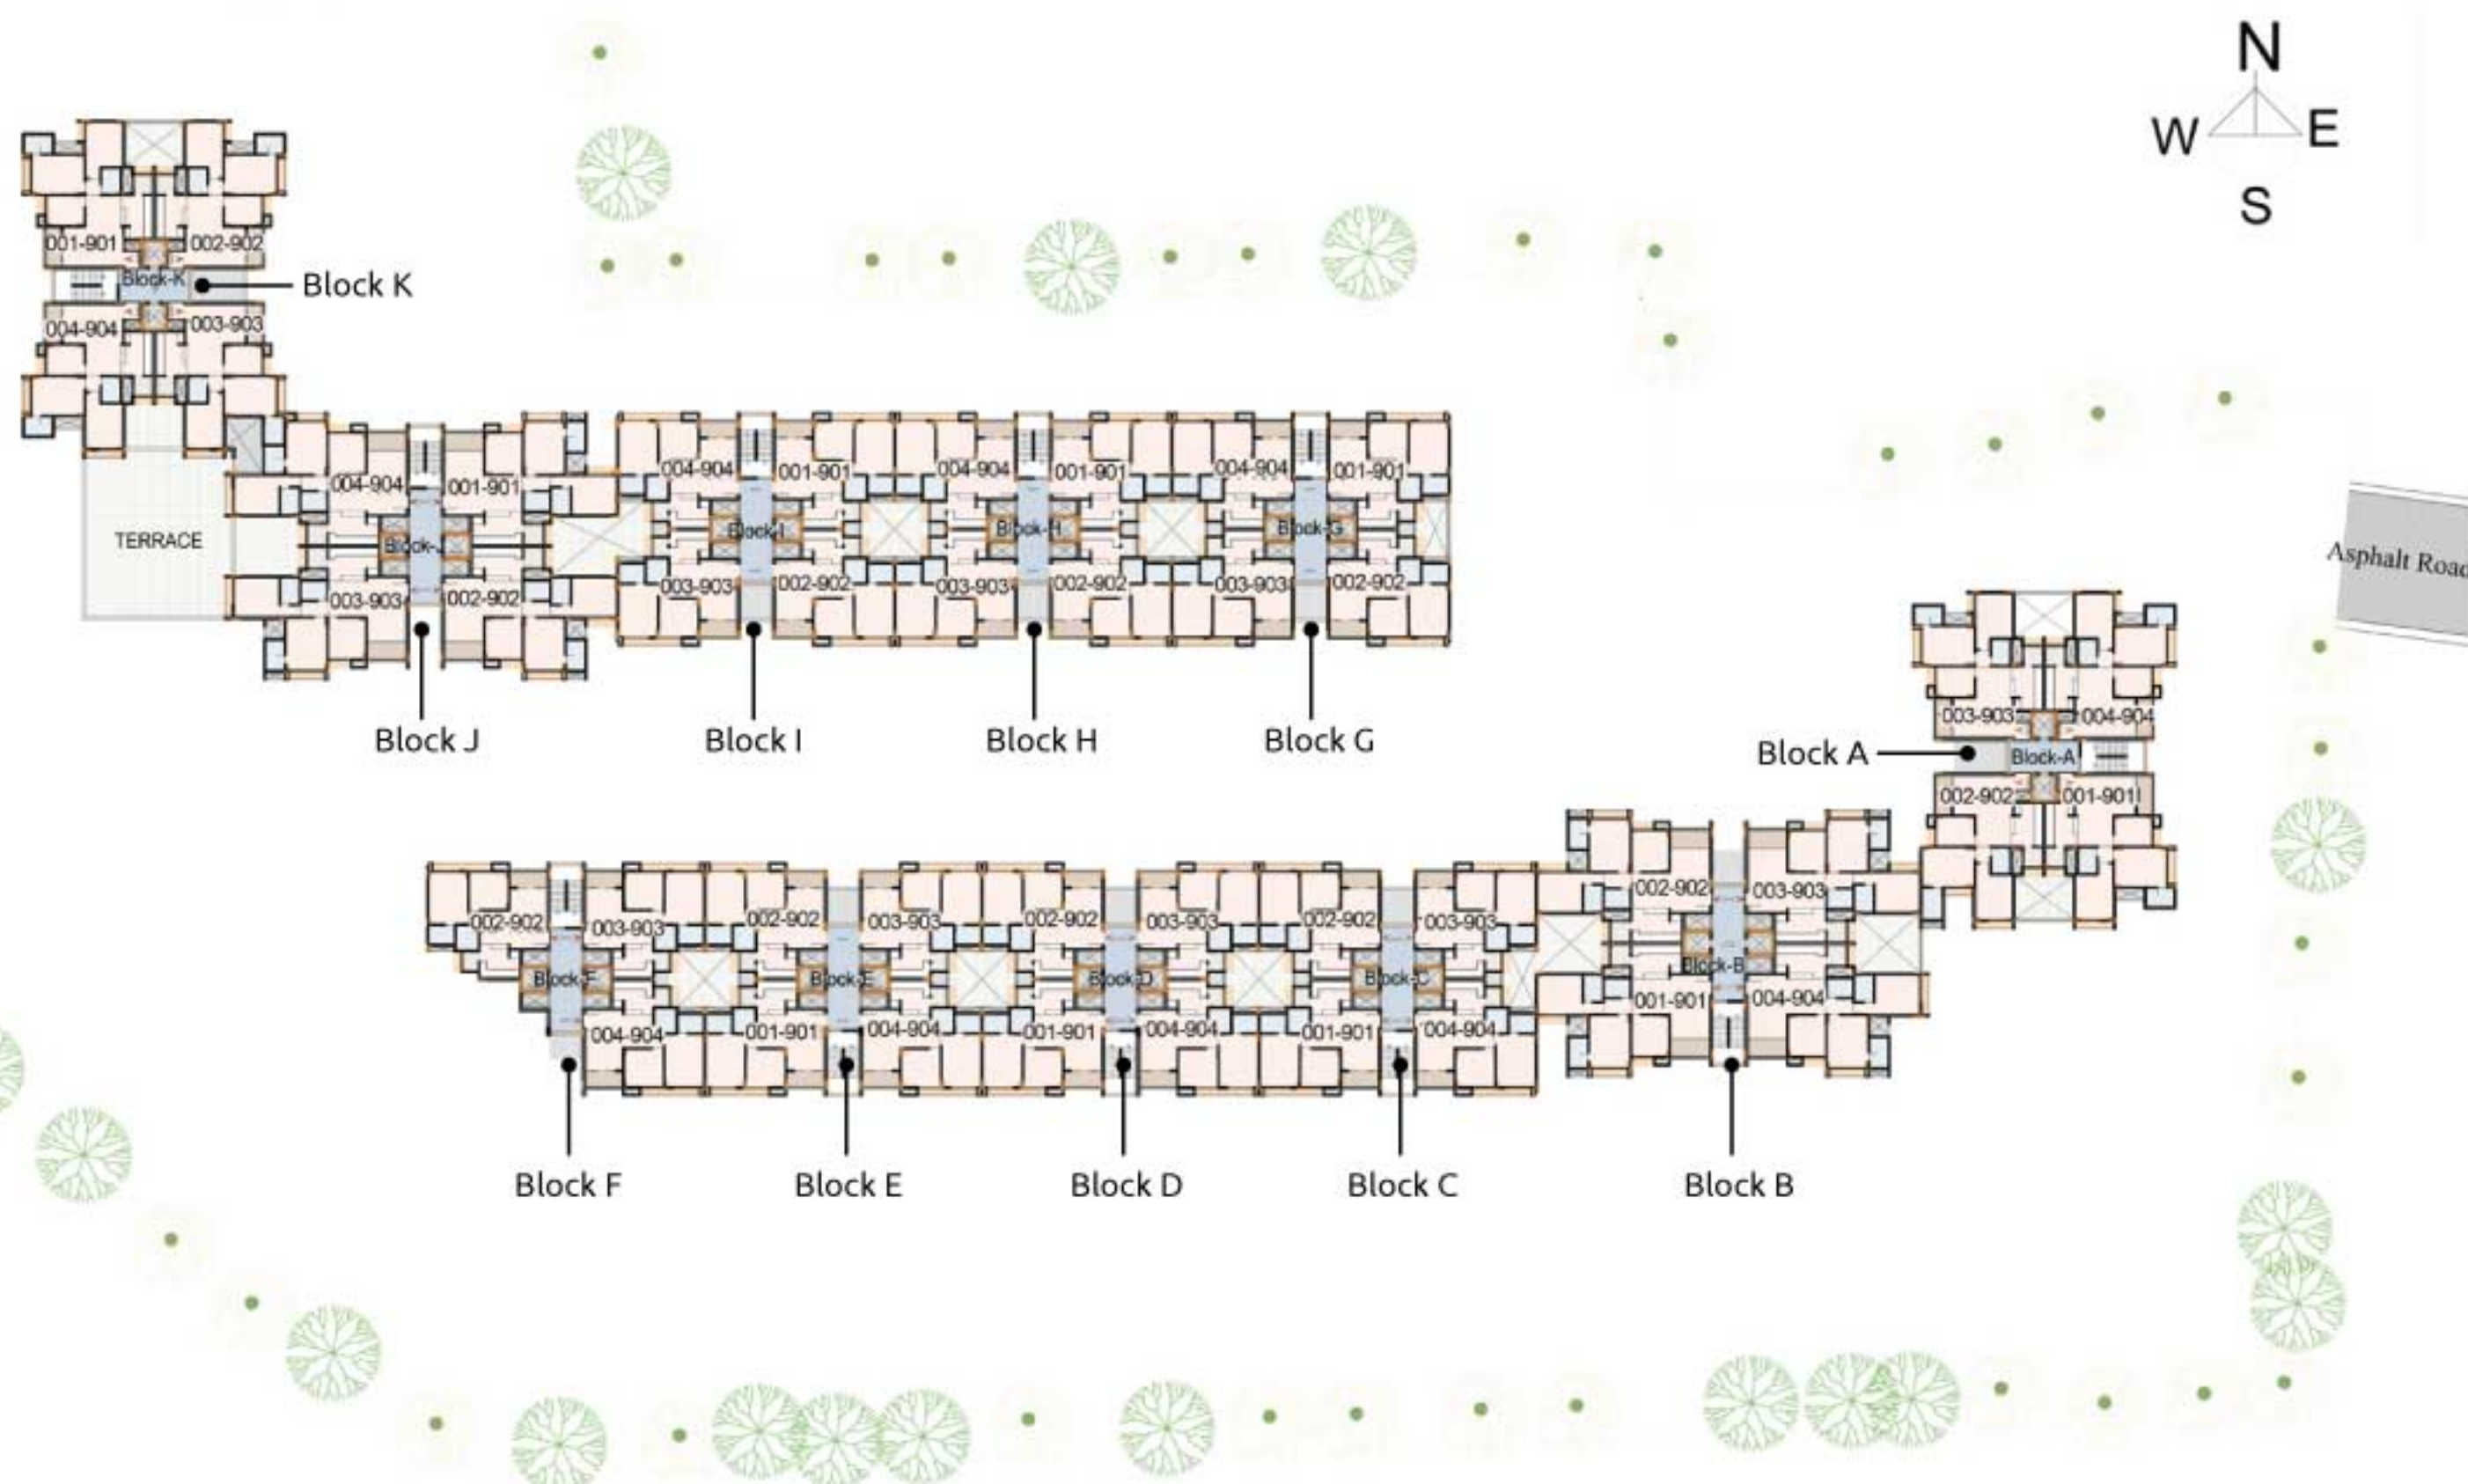 N
W E
S
001-901 002-902
Block-K
Block K
004-904 003-903
004-904 001-901
Block-J
003-903 002-902
TERRACE
004-904 001-901
Block-I
003-903 002-902
004-904 001-901
Block-H
003-903 002-902
004-904 001-901
Block-G
003-903 002-902
Block J
Block I
Block H
Block G
Asphalt Road
003-903 004-904
Block A
Block-A
002-902 001-901
002-902 003-903
Block-F
004-904
002-902 003-903
Block-E
001-901 004-904
002-902 003-903
Block-D
001-901 004-904
002-902 003-903
Block-C
001-901 004-904
002-902 003-903
Block-B
001-901 004-904
Block F
Block E
Block D
Block C
Block B